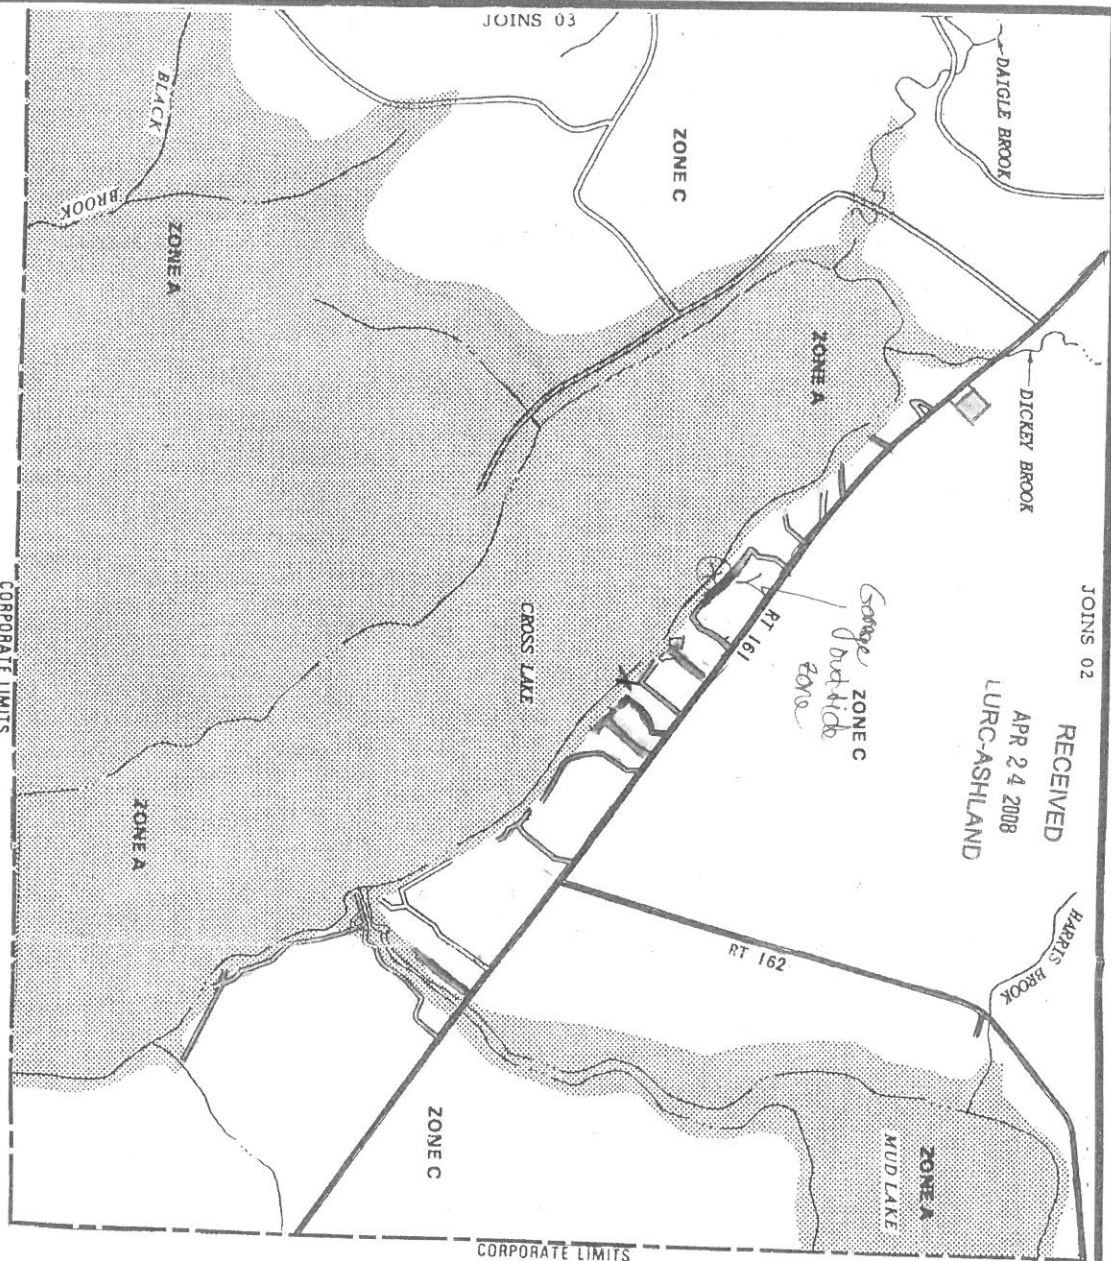 JOINS 03
DAIGLE BROOK
BLACK
BROOK
ZONE C
ZONE A
ZONE A
DICKEY BROOK
JOINS 02
RT 161
CROSS LAKE
Garage
outside
zone
ZONE C
RECEIVED
APR 24 2008
LURC-ASHLAND
CORPORATE LIMITS
ZONE A
HARRIS
BROOK
RT 162
ZONE C
ZONE A
MUD LAKE
CORPORATE LIMITS